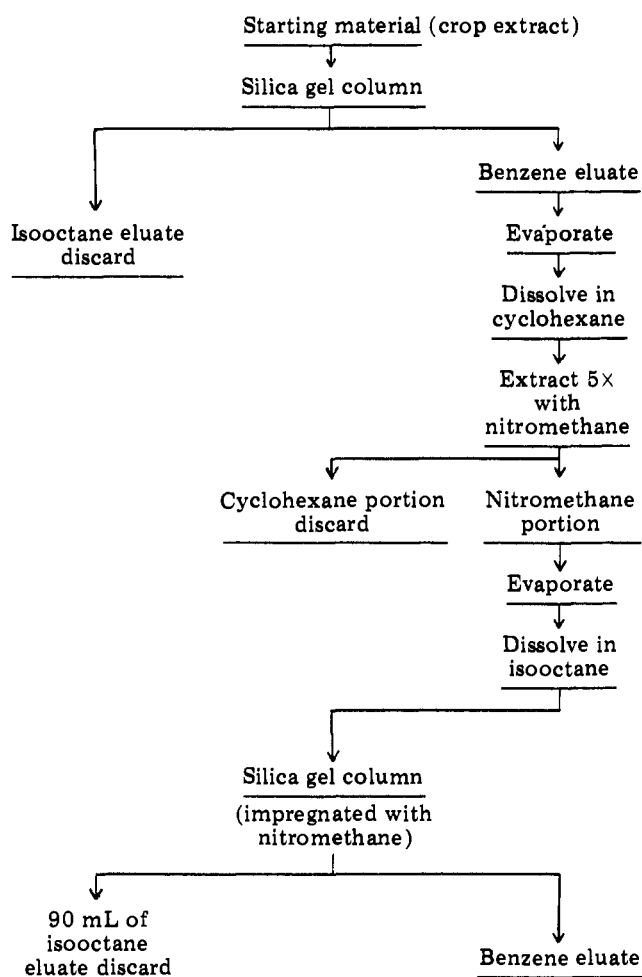 Starting material (crop extract)
Silica gel column
Benzene eluate
Isooctane eluate
discard
Evaporate
Dissolve in
cyclohexane
Extract 5×
with
nitromethane
Cyclohexane portion
discard
Nitromethane
portion
Evaporate
Dissolve in
isooctane
Silica gel column
(impregnated with
nitromethane)
90 mL of
isooctane
eluate discard
Benzene eluate